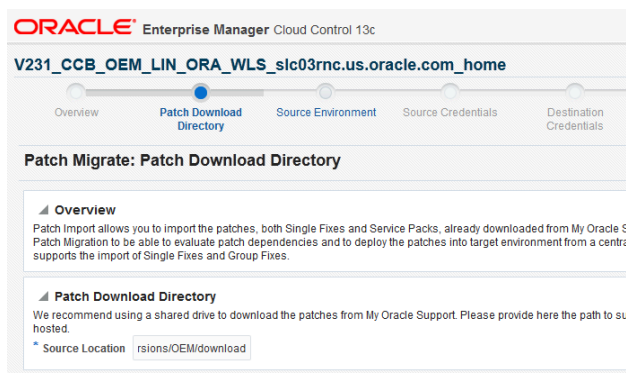 ORACLE Enterprise Manager Cloud Control 13c
V231_CCB_OEM_LIN_ORA_WLS_slc03rnc.us.oracle.com_home
Overview Patch Download Directory Source Environment Source Credentials Destination Credentials
Patch Migrate: Patch Download Directory
Overview
Patch Import allows you to import the patches, both Single Fixes and Service Packs, already downloaded from My Oracle S
Patch Migration to be able to evaluate patch dependencies and to deploy the patches into target environment from a centra
supports the import of Single Fixes and Group Fixes.
Patch Download Directory
We recommend using a shared drive to download the patches from My Oracle Support. Please provide here the path to su
hosted.
* Source Location rsions/OEM/download